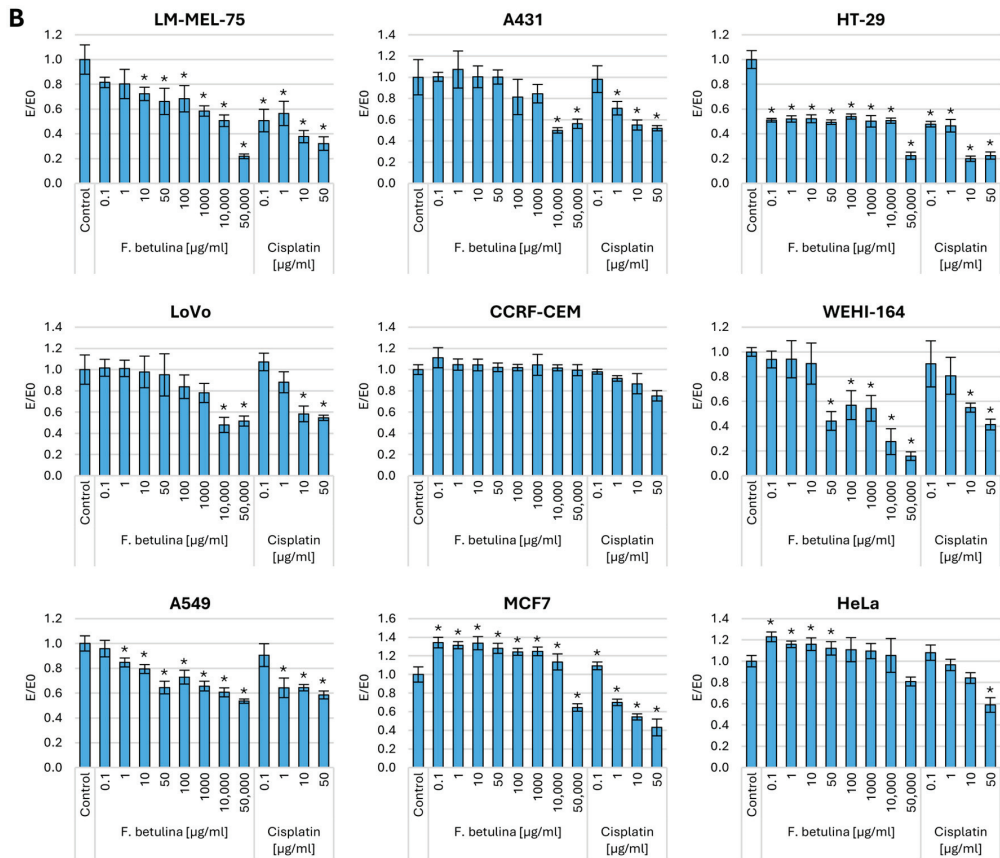 B
LM-MEL-75
E/E0
1.2
1.0
0.8
0.6
0.4
0.2
0.0
Control 0.1 1 10 50 100 1000 10,000 50,000 0.1 1 10 50
F. betulina [µg/ml]
Cisplatin
[µg/ml]
A431
E/E0
1.4
1.2
1.0
0.8
0.6
0.4
0.2
0.0
Control 0.1 1 10 50 100 1000 10,000 50,000 0.1 1 10 50
F. betulina [µg/ml]
Cisplatin
[µg/ml]
HT-29
E/E0
1.2
1.0
0.8
0.6
0.4
0.2
0.0
Control 0.1 1 10 50 100 1000 10,000 50,000 0.1 1 10 50
F. betulina [µg/ml]
Cisplatin
[µg/ml]
LoVo
E/E0
1.4
1.2
1.0
0.8
0.6
0.4
0.2
0.0
Control 0.1 1 10 50 100 1000 10,000 50,000 0.1 1 10 50
F. betulina [µg/ml]
Cisplatin
[µg/ml]
CCRF-CEM
E/E0
1.4
1.2
1.0
0.8
0.6
0.4
0.2
0.0
Control 0.1 1 10 50 100 1000 10,000 50,000 0.1 1 10 50
F. betulina [µg/ml]
Cisplatin
[µg/ml]
WEHI-164
E/E0
1.2
1.0
0.8
0.6
0.4
0.2
0.0
Control 0.1 1 10 50 100 1000 10,000 50,000 0.1 1 10 50
F. betulina [µg/ml]
Cisplatin
[µg/ml]
A549
E/E0
1.2
1.0
0.8
0.6
0.4
0.2
0.0
Control 0.1 1 10 50 100 1000 10,000 50,000 0.1 1 10 50
F. betulina [µg/ml]
Cisplatin
[µg/ml]
MCF7
E/E0
1.6
1.4
1.2
1.0
0.8
0.6
0.4
0.2
0.0
Control 0.1 1 10 50 100 1000 10,000 50,000 0.1 1 10 50
F. betulina [µg/ml]
Cisplatin
[µg/ml]
HeLa
E/E0
1.4
1.2
1.0
0.8
0.6
0.4
0.2
0.0
Control 0.1 1 10 50 100 1000 10,000 50,000 0.1 1 10 50
F. betulina [µg/ml]
Cisplatin
[µg/ml]